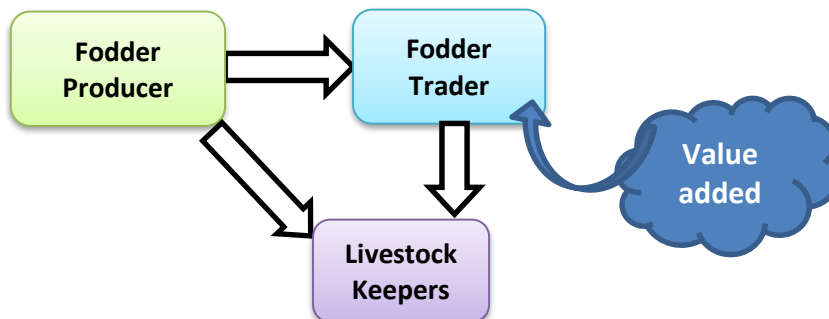 Fodder
Producer
Fodder
Trader
Value
added
Livestock
Keepers